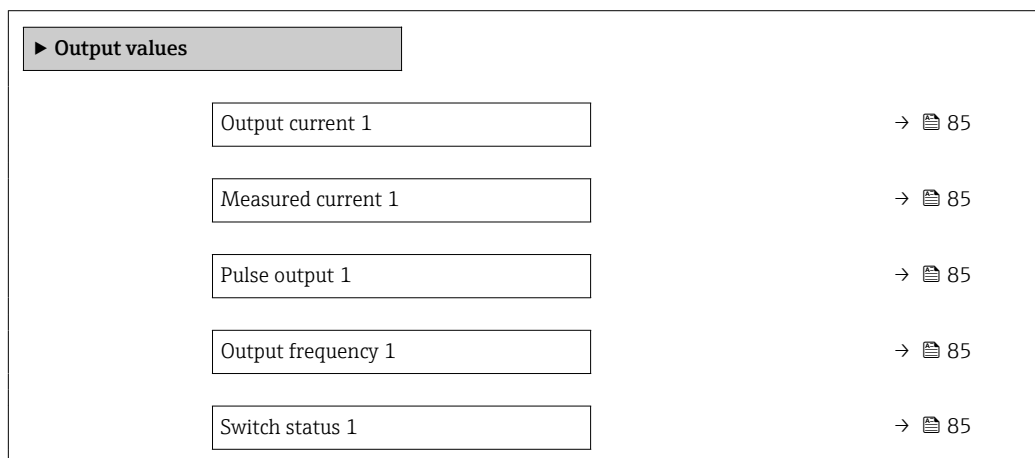 ▶ Output values
Output current 1 → 85
Measured current 1 → 85
Pulse output 1 → 85
Output frequency 1 → 85
Switch status 1 → 85